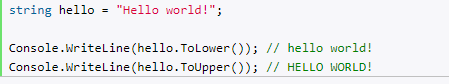 string hello = "Hello world!";
Console.WriteLine(hello.ToLower()); // hello world!
Console.WriteLine(hello.ToUpper()); // HELLO WORLD!